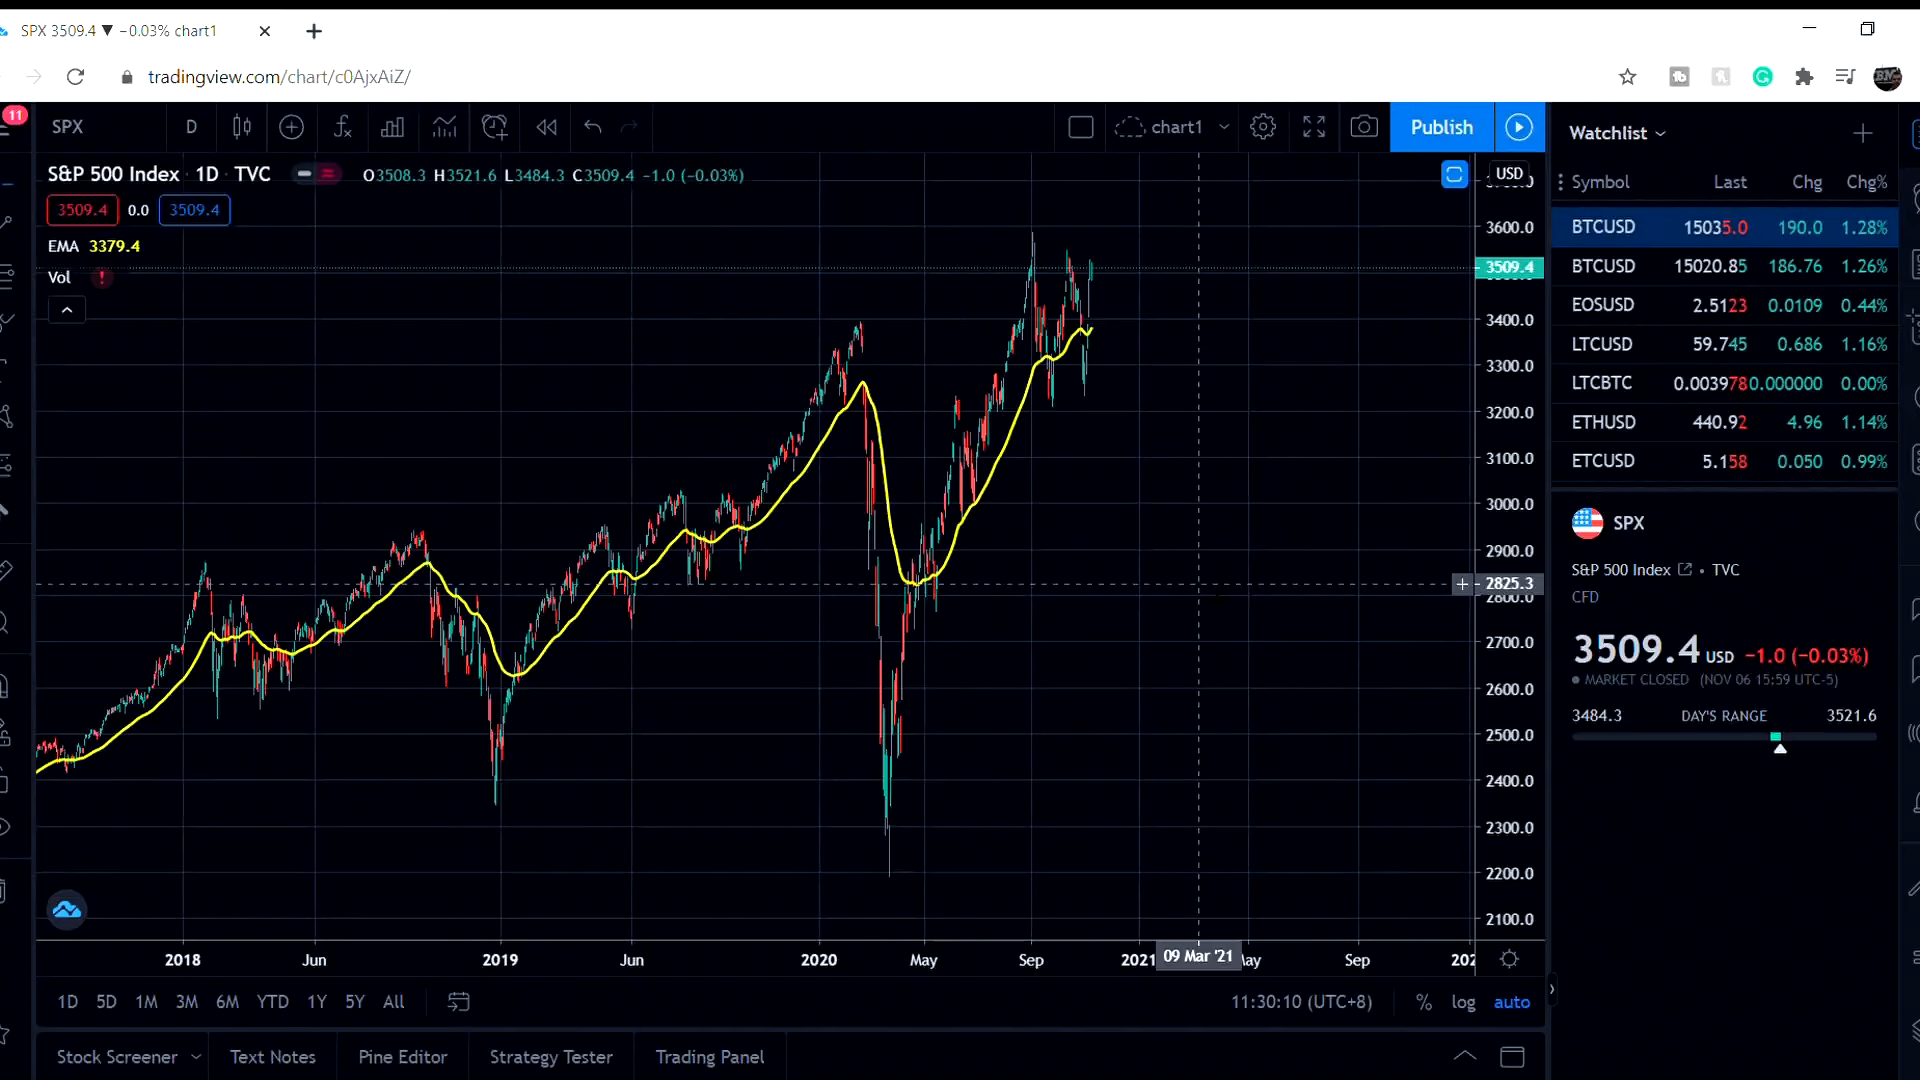 SPX 3509.4 ▼ −0.03% chart1
tradingview.com/chart/c0AjxAiZ/
11
SPX D chart1 Publish
Watchlist
S&P 500 Index · 1D · TVC O3508.3 H3521.6 L3484.3 C3509.4 −1.0 (−0.03%)
3509.4 0.0 3509.4
EMA 3379.4
Vol !
USD
3600.0
3509.4
3400.0
3300.0
3200.0
3100.0
3000.0
2900.0
2825.3
2800.0
2700.0
2600.0
2500.0
2400.0
2300.0
2200.0
2100.0
2018 Jun 2019 Jun 2020 May Sep 2021 09 Mar '21 Sep
1D 5D 1M 3M 6M YTD 1Y 5Y All 11:30:10 (UTC+8) % log auto
Stock Screener Text Notes Pine Editor Strategy Tester Trading Panel
Symbol Last Chg Chg%
BTCUSD 15035.0 190.0 1.28%
BTCUSD 15020.85 186.76 1.26%
EOSUSD 2.5123 0.0109 0.44%
LTCUSD 59.745 0.686 1.16%
LTCBTC 0.003978 0.000000 0.00%
ETHUSD 440.92 4.96 1.14%
ETCUSD 5.158 0.050 0.99%
SPX
S&P 500 Index • TVC
CFD
3509.4 USD −1.0 (−0.03%)
MARKET CLOSED (NOV 06 15:59 UTC-5)
3484.3 DAY'S RANGE 3521.6